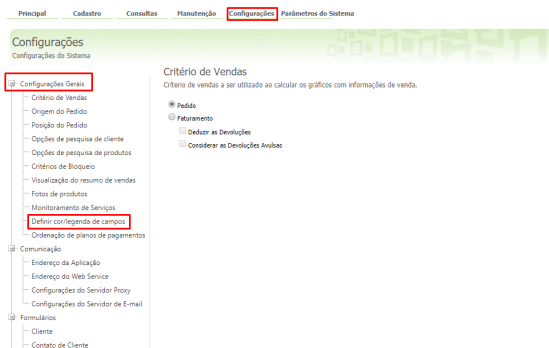 Principal Cadastro Consultas Manutenção Configurações Parâmetros do Sistema
Configurações
Configurações do Sistema
Configurações Gerais
Critério de Vendas
Origem do Pedido
Posição do Pedido
Opções de pesquisa de cliente
Opções de pesquisa de produtos
Critérios de Bloqueio
Visualização do resumo de vendas
Fotos de produtos
Monitoramento de Serviços
Definir cor/legenda de campos
Ordenação de planos de pagamentos
Comunicação
Endereço da Aplicação
Endereço do Web Service
Configurações do Servidor Proxy
Configurações do Servidor de E-mail
Formulários
Cliente
Contato de Cliente
Critério de Vendas
Criterio de vendas a ser utilizado ao calcular os gráficos com informações de venda.
Pedido
Faturamento
Deduzir as Devoluções
Considerar as Devoluções Avulsas